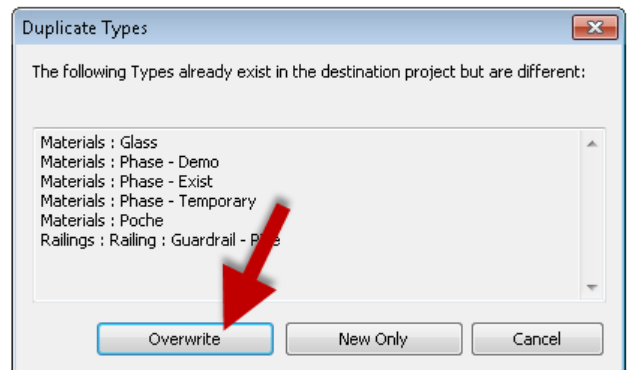 Duplicate Types
The following Types already exist in the destination project but are different:
Materials : Glass
Materials : Phase - Demo
Materials : Phase - Exist
Materials : Phase - Temporary
Materials : Poche
Railings : Railing : Guardrail -
Overwrite
New Only
Cancel